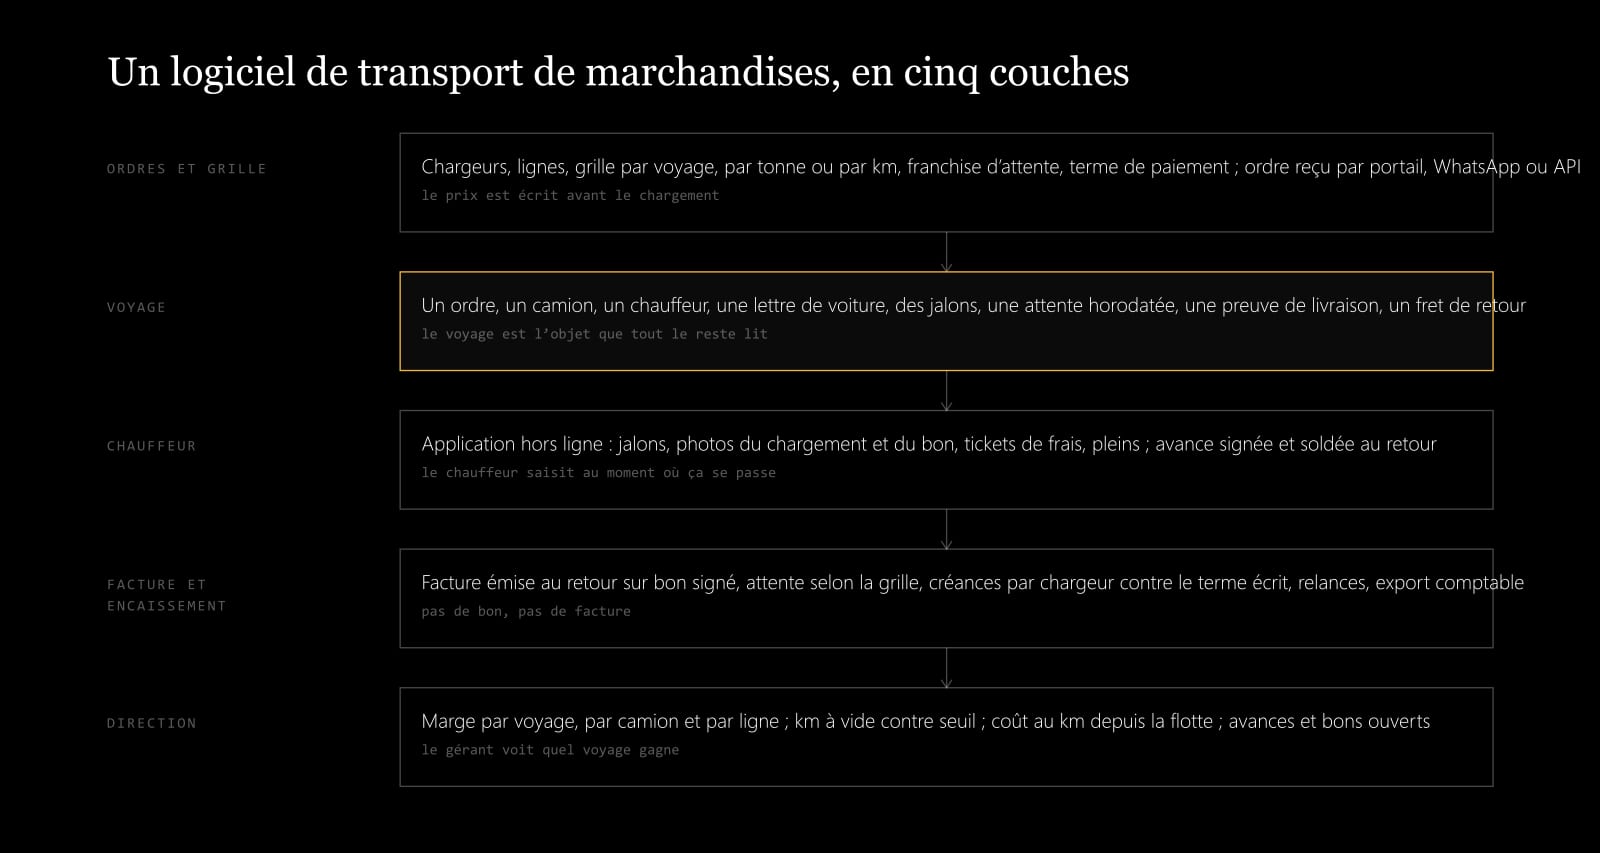 Un logiciel de transport de marchandises, en cinq couches
ORDRES ET GRILLE
Chargeurs, lignes, grille par voyage, par tonne ou par km, franchise d’attente, terme de paiement ; ordre reçu par portail, WhatsApp ou API
le prix est écrit avant le chargement
VOYAGE
Un ordre, un camion, un chauffeur, une lettre de voiture, des jalons, une attente horodatée, une preuve de livraison, un fret de retour
le voyage est l’objet que tout le reste lit
CHAUFFEUR
Application hors ligne : jalons, photos du chargement et du bon, tickets de frais, pleins ; avance signée et soldée au retour
le chauffeur saisit au moment où ça se passe
FACTURE ET
ENCAISSEMENT
Facture émise au retour sur bon signé, attente selon la grille, créances par chargeur contre le terme écrit, relances, export comptable
pas de bon, pas de facture
DIRECTION
Marge par voyage, par camion et par ligne ; km à vide contre seuil ; coût au km depuis la flotte ; avances et bons ouverts
le gérant voit quel voyage gagne